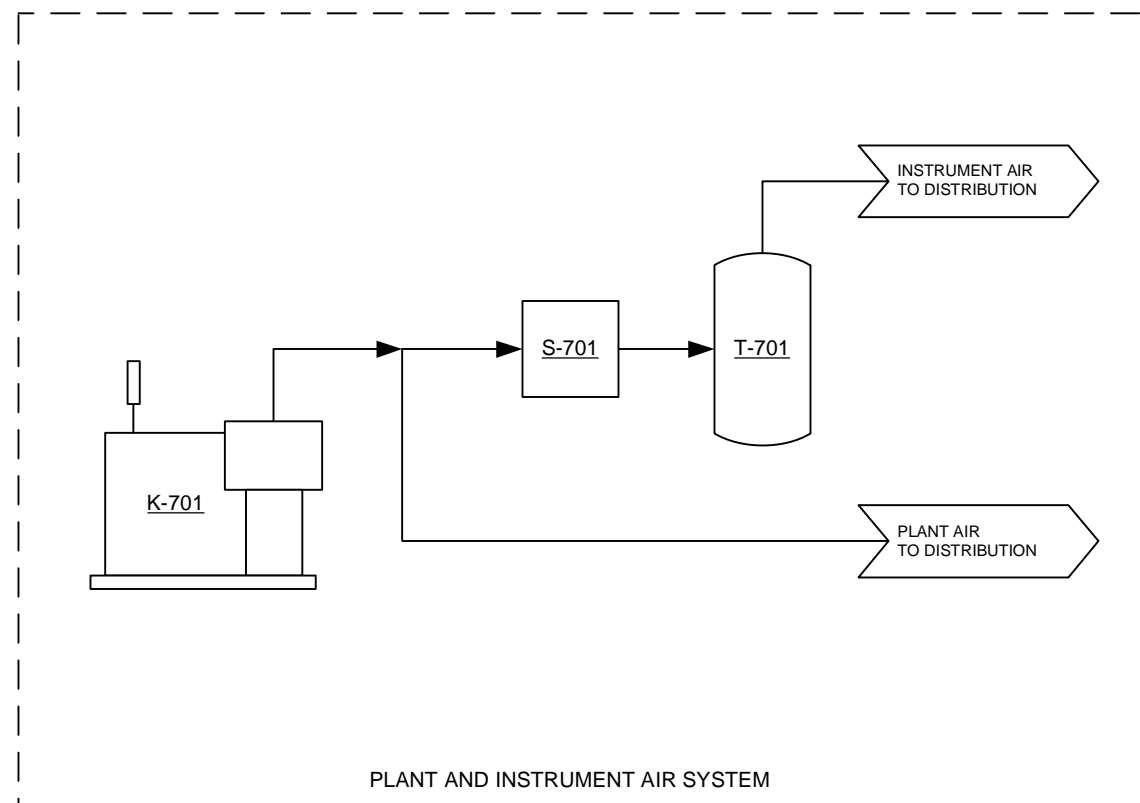 INSTRUMENT AIR
TO DISTRIBUTION
S-701
T-701
K-701
PLANT AIR
TO DISTRIBUTION
PLANT AND INSTRUMENT AIR SYSTEM